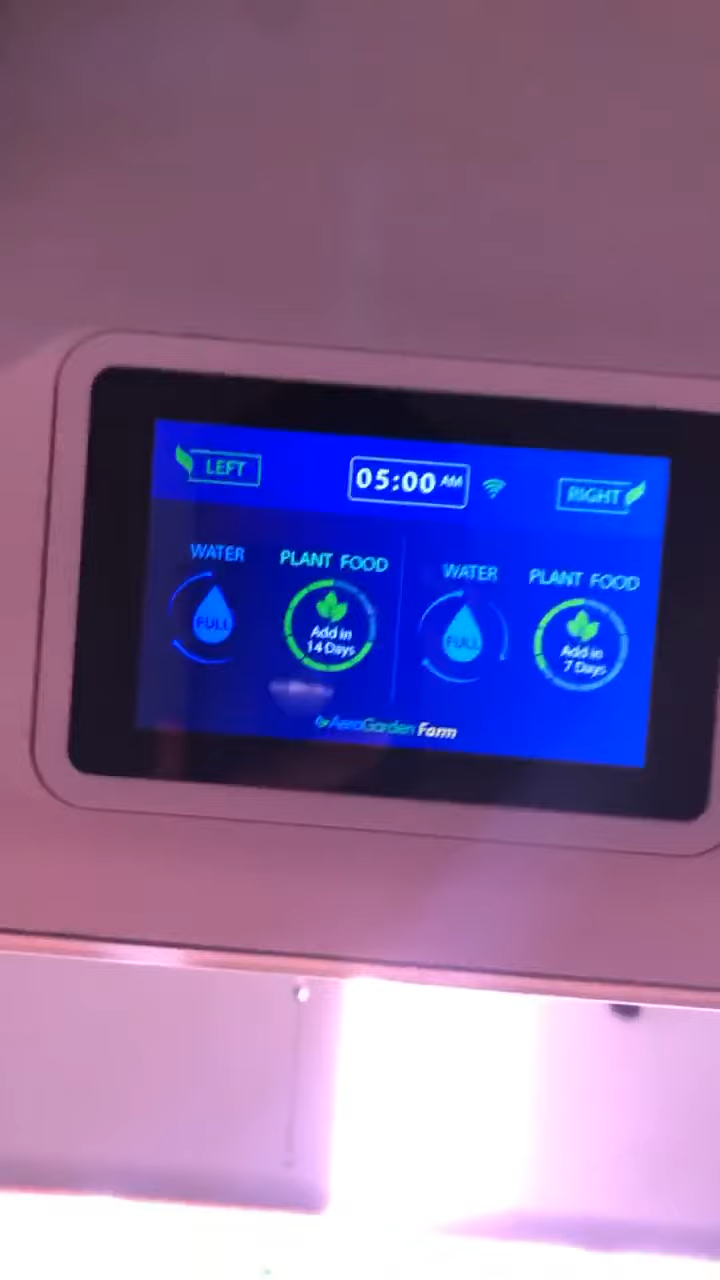 LEFT
05:00 AM
RIGHT
WATER
FULL
PLANT FOOD
Add in
14 Days
WATER
FULL
PLANT FOOD
Add in
7 Days
AeroGarden Farm